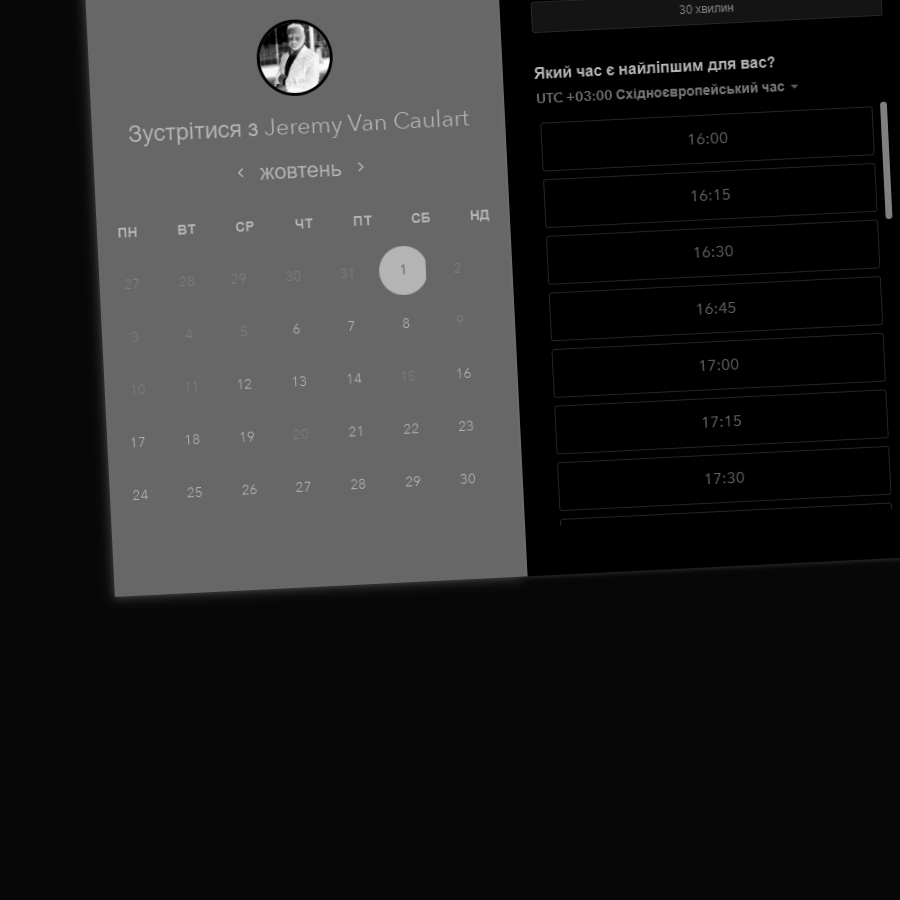 Зустрітися з Jeremy Van Caulart
жовтень
ПН ВТ СР ЧТ ПТ СБ НД
27 28 29 30 31 1 2
3 4 5 6 7 8 9
10 11 12 13 14 15 16
17 18 19 20 21 22 23
24 25 26 27 28 29 30
30 хвилин
Який час є найліпшим для вас?
UTC +03:00 Східноєвропейський час
16:00
16:15
16:30
16:45
17:00
17:15
17:30